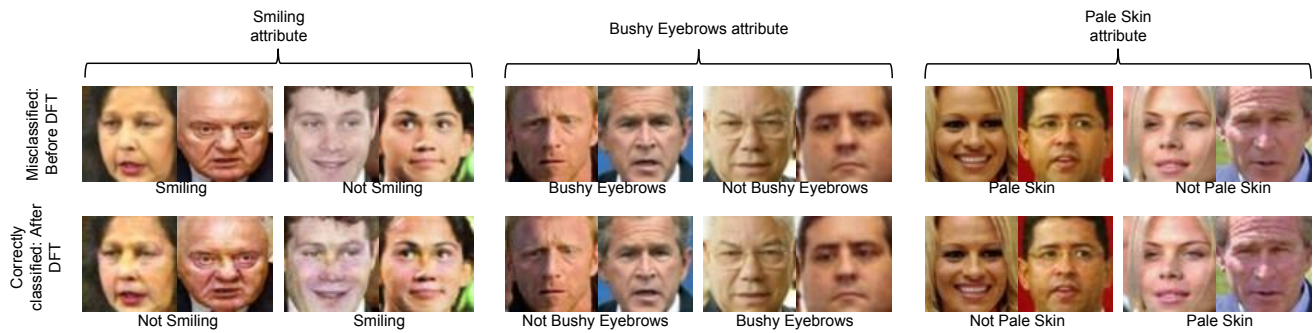 Smiling
attribute
Bushy Eyebrows attribute
Pale Skin
attribute
Misclassified:
Before DFT
Smiling
Not Smiling
Bushy Eyebrows
Not Bushy Eyebrows
Pale Skin
Not Pale Skin
Correctly
classified: After
DFT
Not Smiling
Smiling
Not Bushy Eyebrows
Bushy Eyebrows
Not Pale Skin
Pale Skin